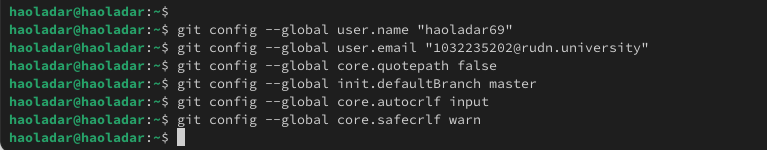 haoladar@haoladar:~$
haoladar@haoladar:~$ git config --global user.name "haoladar69"
haoladar@haoladar:~$ git config --global user.email "1032235202@rudn.university"
haoladar@haoladar:~$ git config --global core.quotepath false
haoladar@haoladar:~$ git config --global init.defaultBranch master
haoladar@haoladar:~$ git config --global core.autocrlf input
haoladar@haoladar:~$ git config --global core.safecrlf warn
haoladar@haoladar:~$